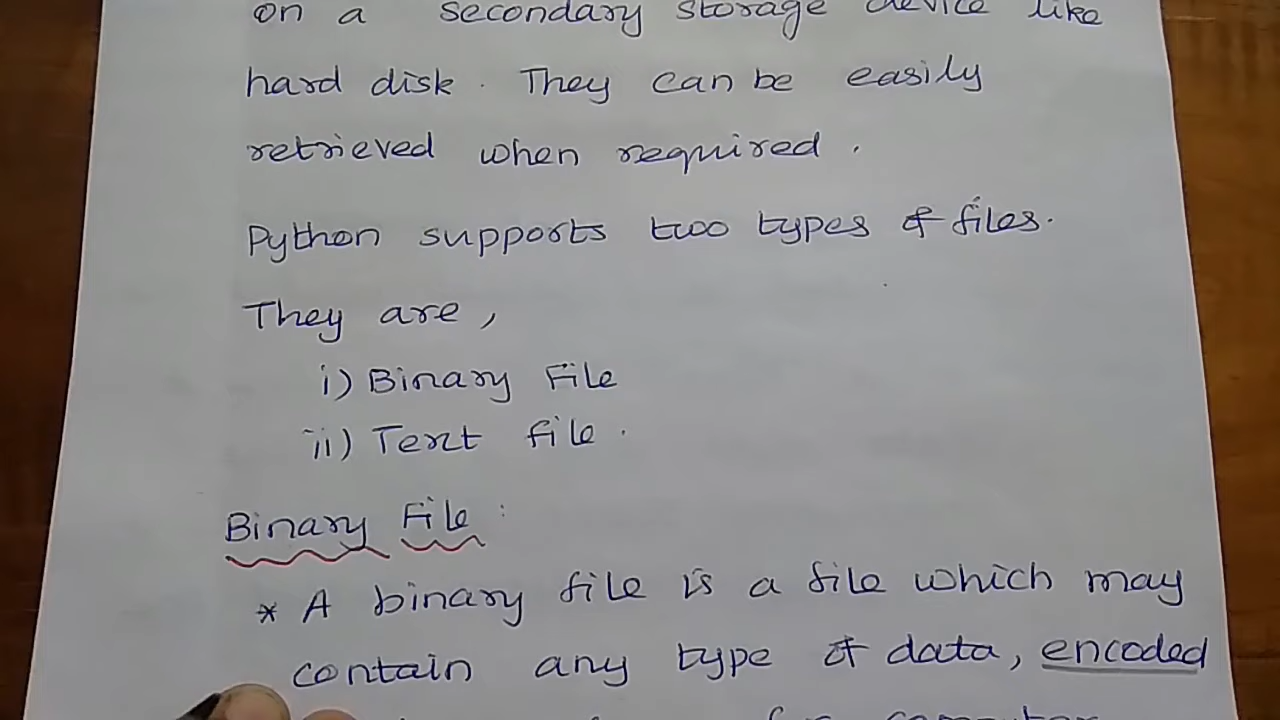 on a secondary storage device like
hard disk. They can be easily
retrieved when required.
Python supports two types of files.
They are,
i) Binary File
ii) Text file.
Binary File:
* A binary file is a file which may
contain any type of data, encoded
for computer